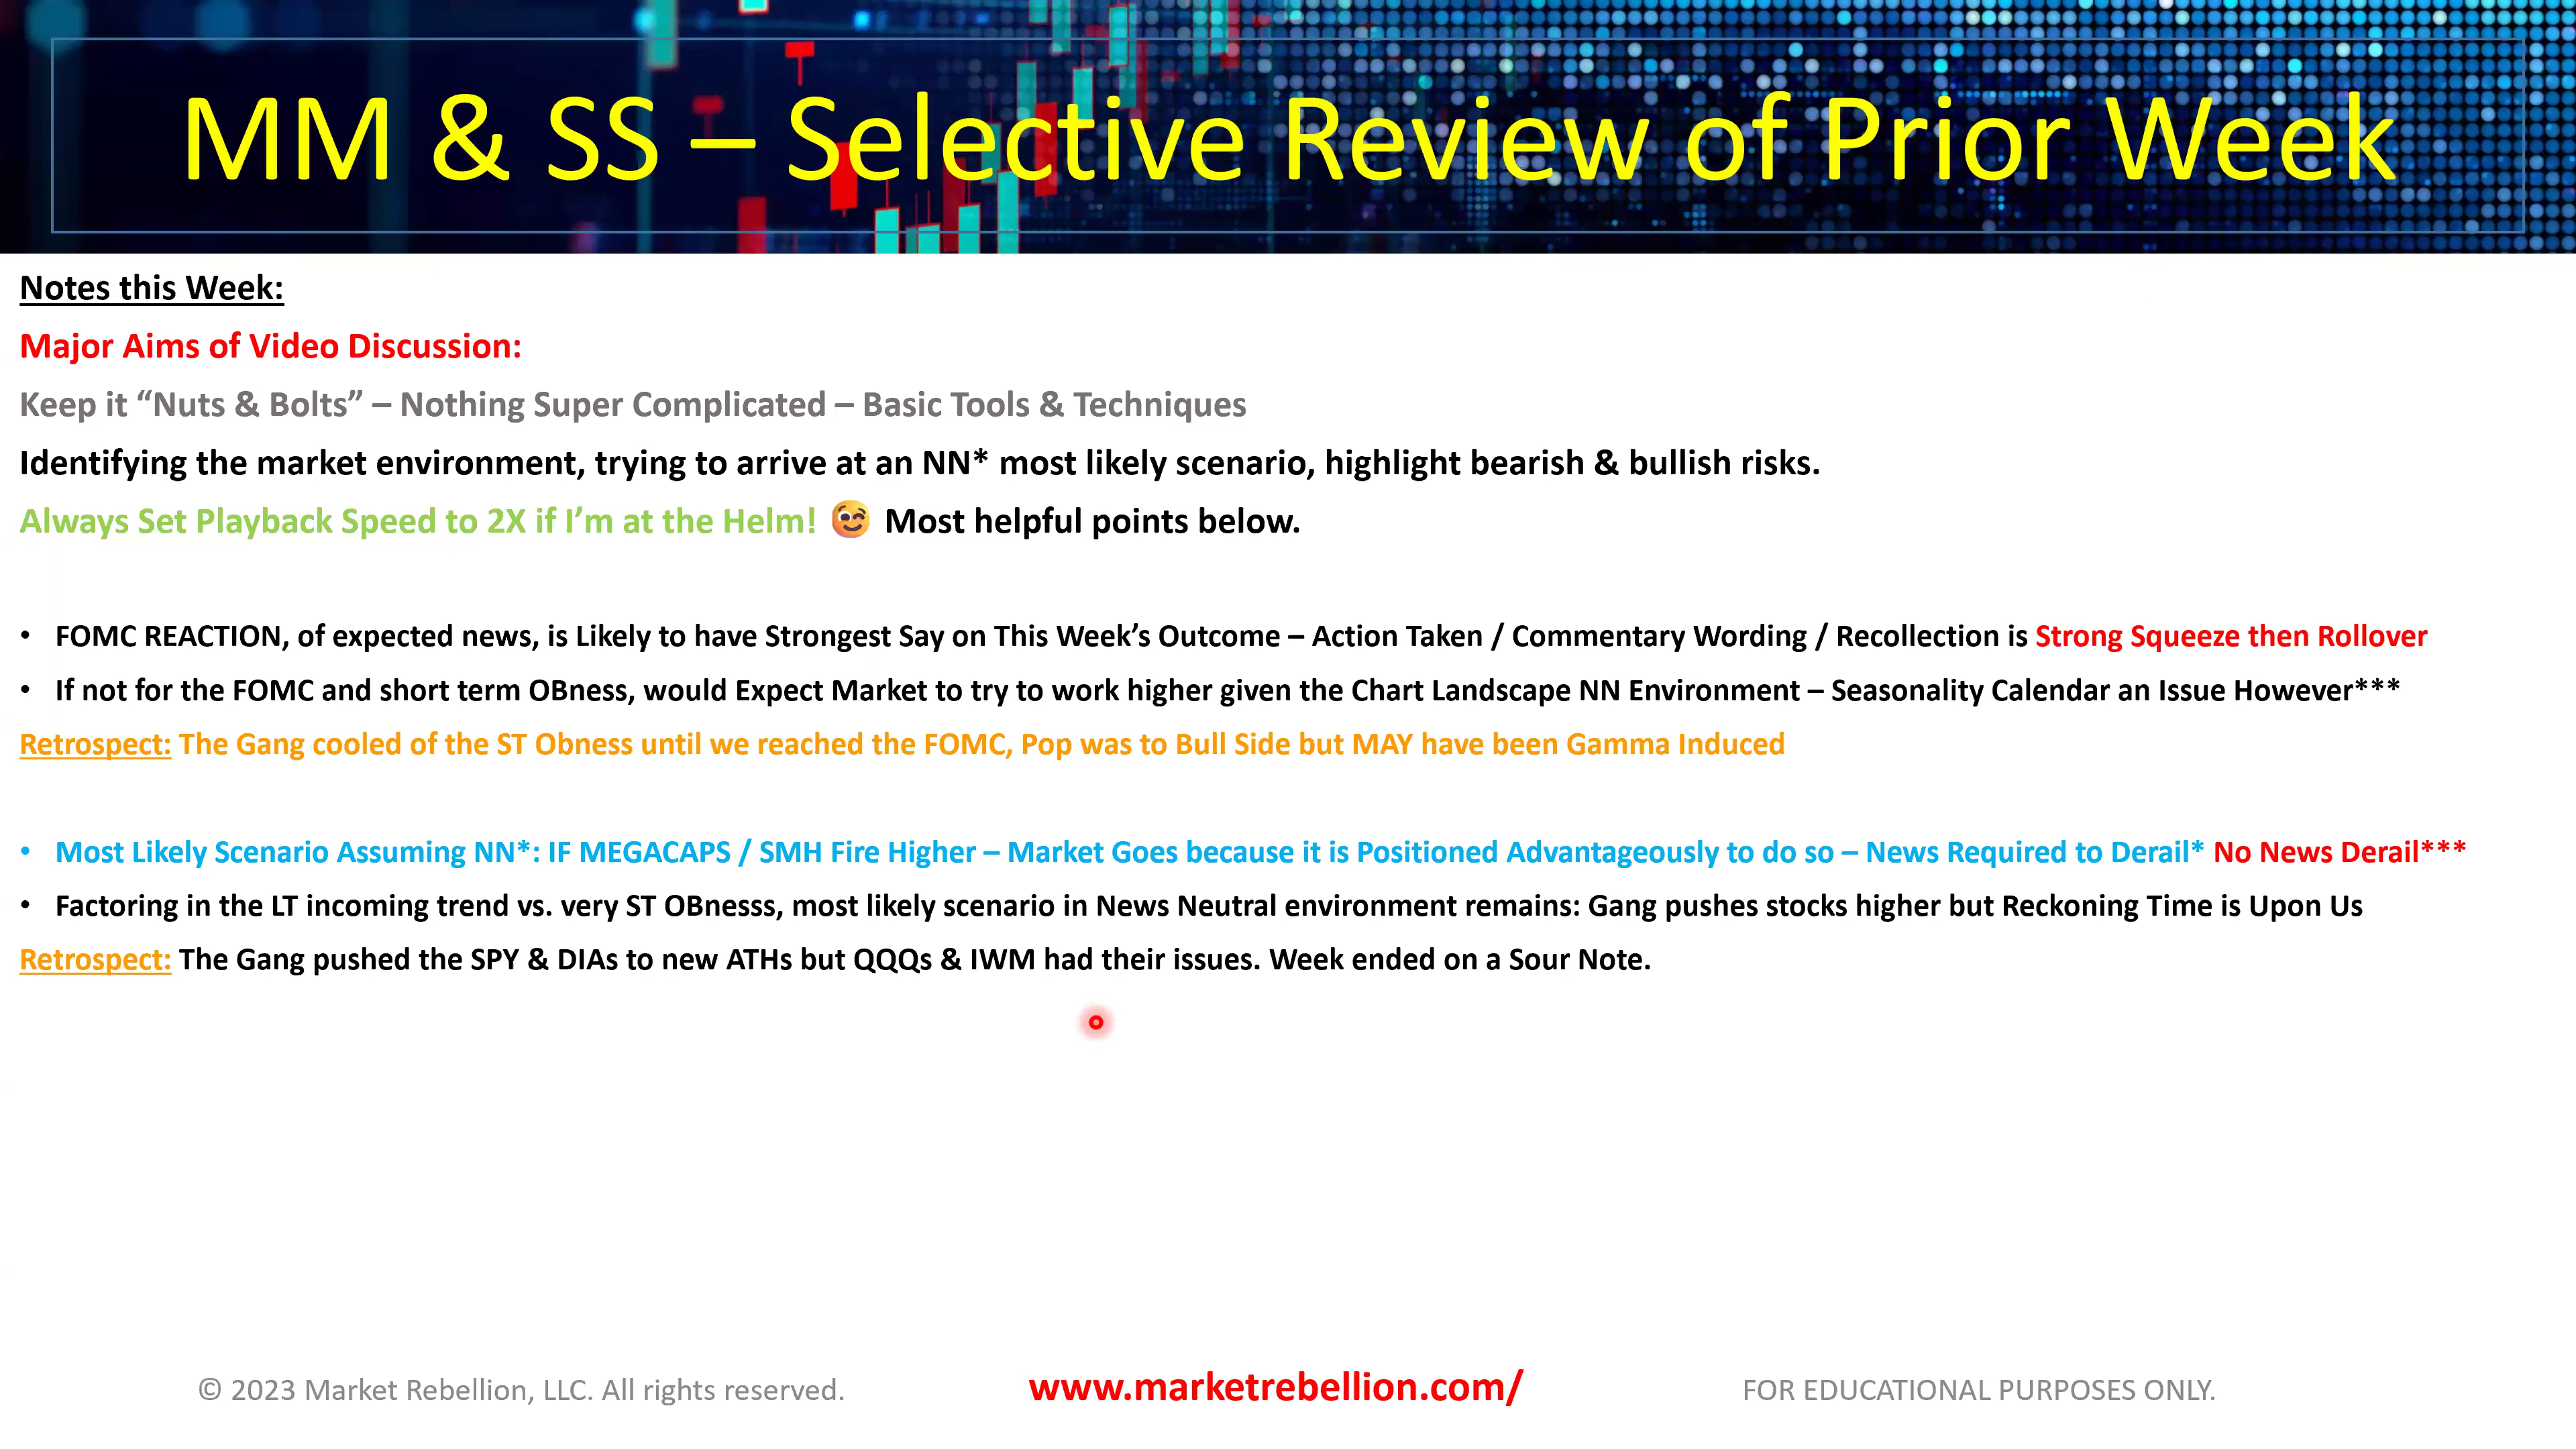 MM & SS – Selective Review of Prior Week
Notes this Week:
Major Aims of Video Discussion:
Keep it “Nuts & Bolts” – Nothing Super Complicated – Basic Tools & Techniques
Identifying the market environment, trying to arrive at an NN* most likely scenario, highlight bearish & bullish risks.
Always Set Playback Speed to 2X if I’m at the Helm! 😉 Most helpful points below.
• FOMC REACTION, of expected news, is Likely to have Strongest Say on This Week’s Outcome – Action Taken / Commentary Wording / Recollection is Strong Squeeze then Rollover
• If not for the FOMC and short term OBness, would Expect Market to try to work higher given the Chart Landscape NN Environment – Seasonality Calendar an Issue However***
Retrospect: The Gang cooled of the ST Obness until we reached the FOMC, Pop was to Bull Side but MAY have been Gamma Induced
• Most Likely Scenario Assuming NN*: IF MEGACAPS / SMH Fire Higher – Market Goes because it is Positioned Advantageously to do so – News Required to Derail* No News Derail***
• Factoring in the LT incoming trend vs. very ST OBnesss, most likely scenario in News Neutral environment remains: Gang pushes stocks higher but Reckoning Time is Upon Us
Retrospect: The Gang pushed the SPY & DIAs to new ATHs but QQQs & IWM had their issues. Week ended on a Sour Note.
© 2023 Market Rebellion, LLC. All rights reserved.
www.marketrebellion.com/
FOR EDUCATIONAL PURPOSES ONLY.